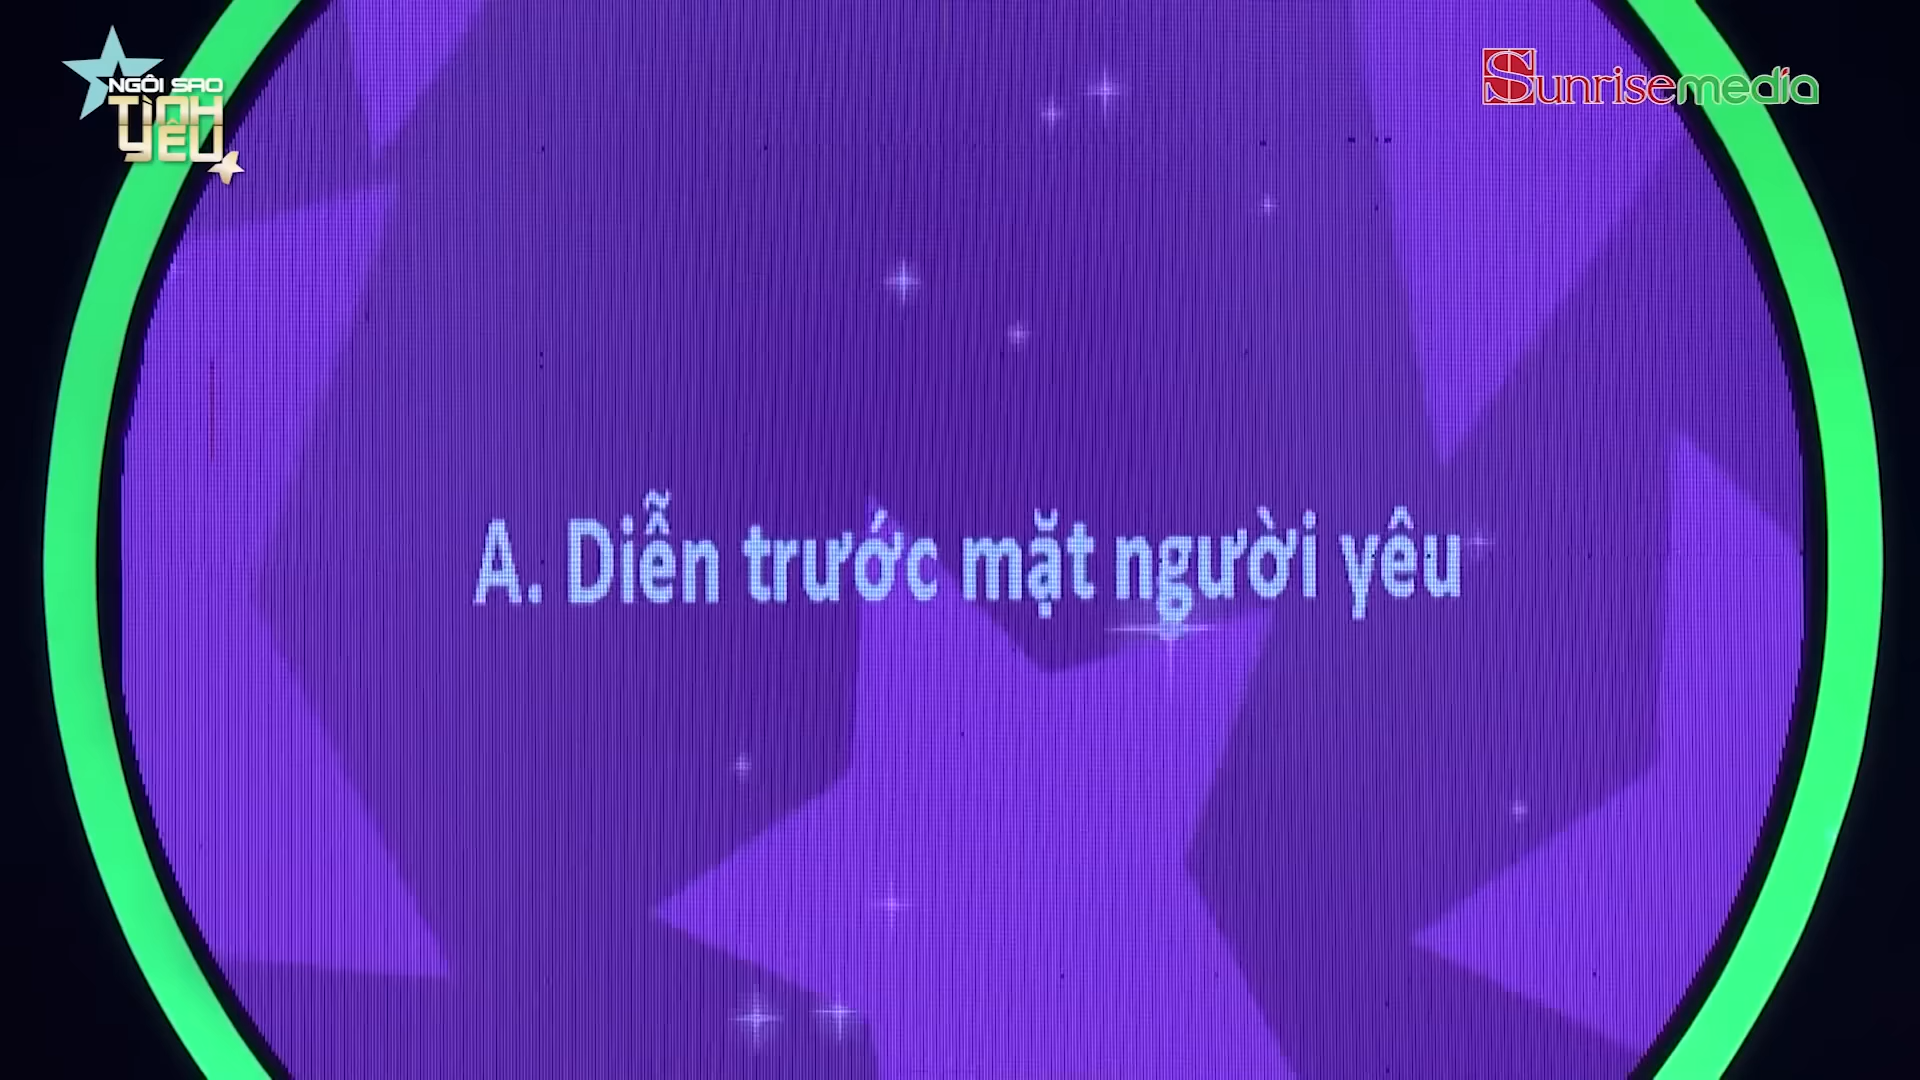 NGÔI SAO
TÌNH
YÊU
Sunrisemedia
A. Diễn trước mặt người yêu